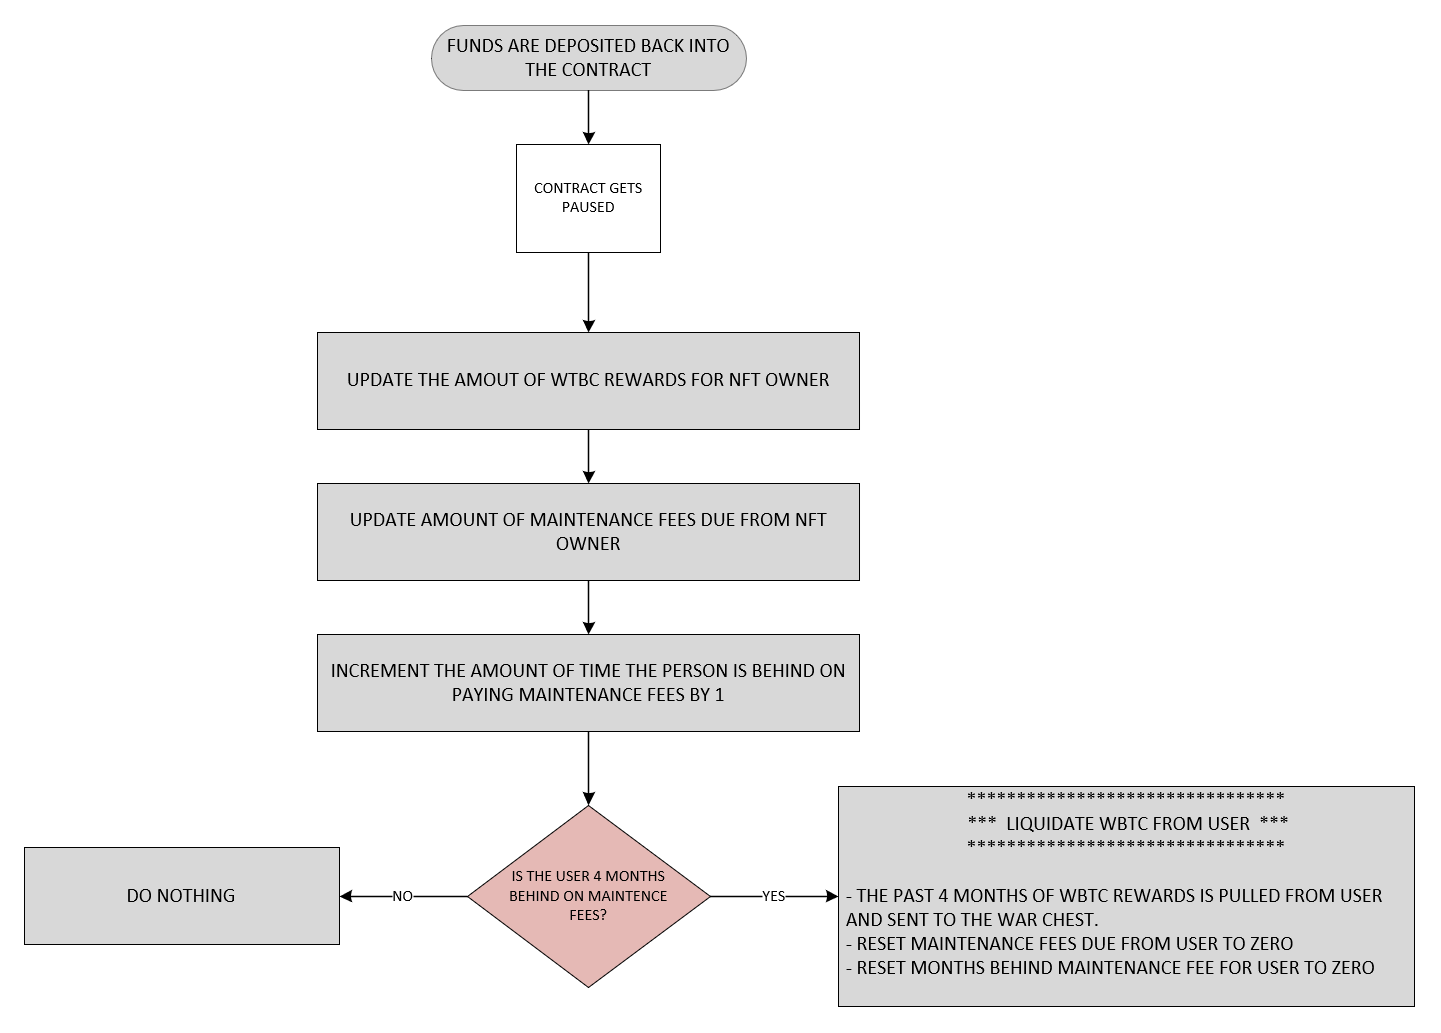 FUNDS ARE DEPOSITED BACK INTO
THE CONTRACT
CONTRACT GETS
PAUSED
UPDATE THE AMOUT OF WTBC REWARDS FOR NFT OWNER
UPDATE AMOUNT OF MAINTENANCE FEES DUE FROM NFT
OWNER
INCREMENT THE AMOUNT OF TIME THE PERSON IS BEHIND ON
PAYING MAINTENANCE FEES BY 1
IS THE USER 4 MONTHS
BEHIND ON MAINTENCE
FEES?
NO
DO NOTHING
YES
********************************
*** LIQUIDATE WBTC FROM USER ***
********************************
- THE PAST 4 MONTHS OF WBTC REWARDS IS PULLED FROM USER
AND SENT TO THE WAR CHEST.
- RESET MAINTENANCE FEES DUE FROM USER TO ZERO
- RESET MONTHS BEHIND MAINTENANCE FEE FOR USER TO ZERO